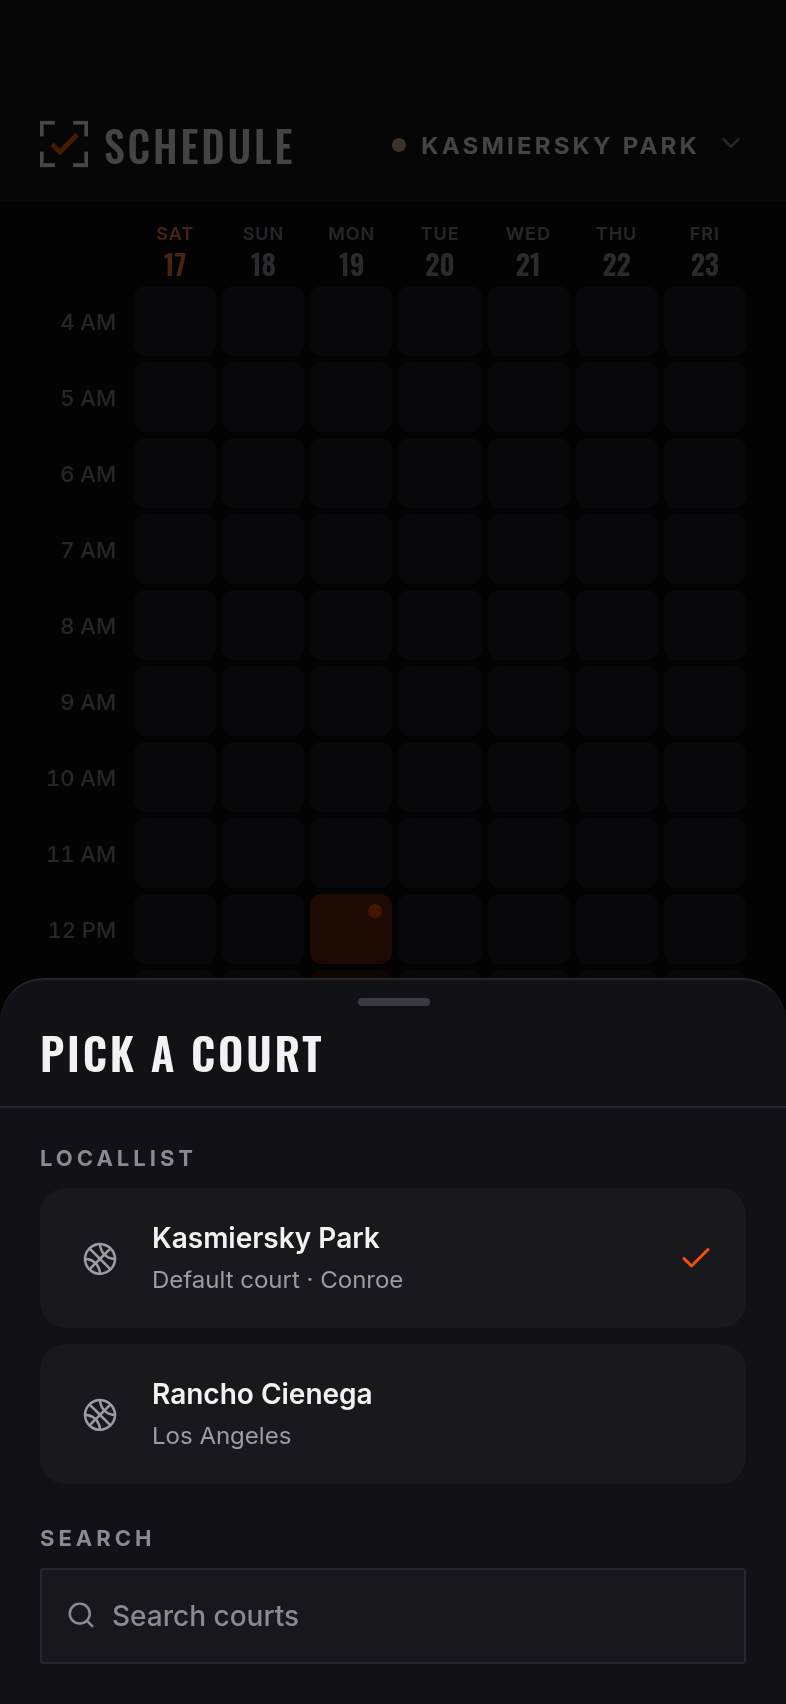 SCHEDULE
KASMIERSKY PARK
SAT SUN MON TUE WED THU FRI
17 18 19 20 21 22 23
4 AM
5 AM
6 AM
7 AM
8 AM
9 AM
10 AM
11 AM
12 PM
PICK A COURT
LOCALLIST
Kasmiersky Park
Default court · Conroe
Rancho Cienega
Los Angeles
SEARCH
Search courts